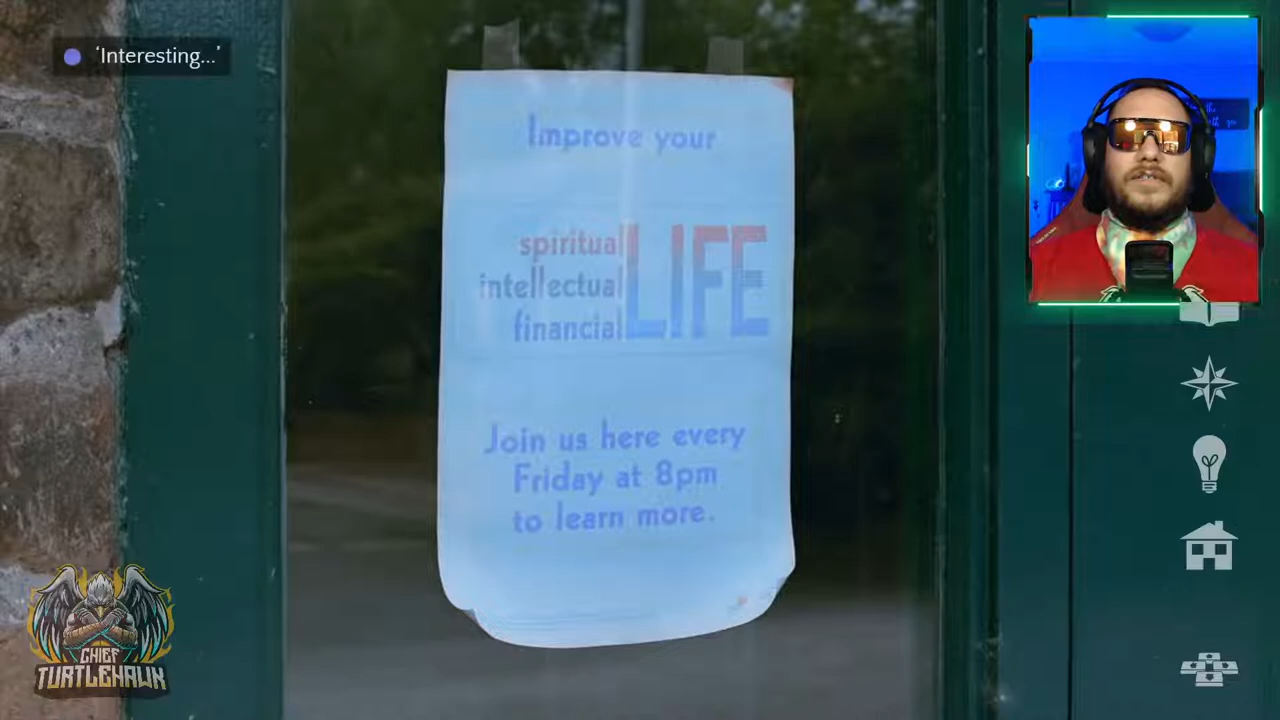 'Interesting...'
Improve your
spiritual
intellectual
financial
LIFE
Join us here every
Friday at 8pm
to learn more.
CHIEF
TURTLEHAWK